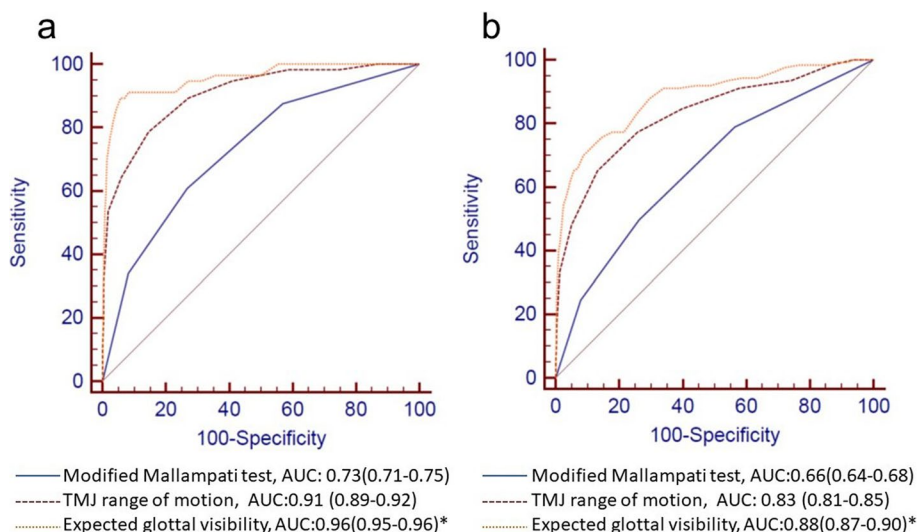 a
b
100
80
60
40
20
0
Sensitivity
0 20 40 60 80 100
100-Specificity
100
80
60
40
20
0
Sensitivity
0 20 40 60 80 100
100-Specificity
Modified Mallampati test, AUC: 0.73(0.71-0.75)
TMJ range of motion, AUC:0.91 (0.89-0.92)
Expected glottal visibility, AUC:0.96(0.95-0.96)*
Modified Mallampati test, AUC:0.66(0.64-0.68)
TMJ range of motion, AUC: 0.83 (0.81-0.85)
Expected glottal visibility, AUC:0.88(0.87-0.90)*